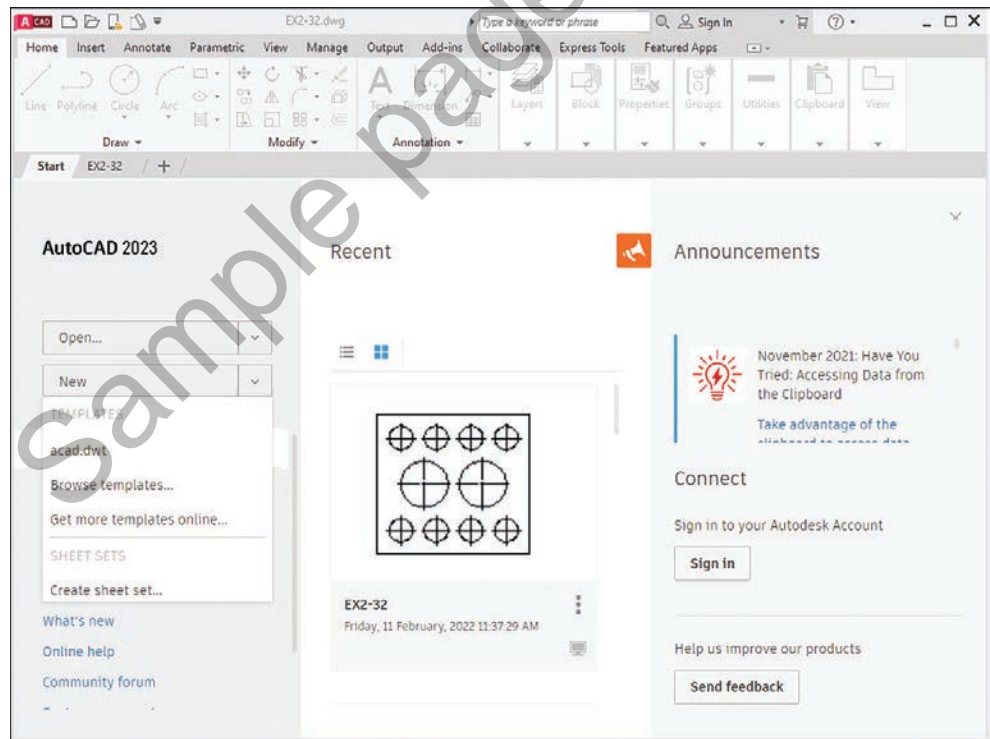 A CAD
EX2-32.dwg
Type a keyword or phrase
Sign In
Home Insert Annotate Parametric View Manage Output Add-ins Collaborate Express Tools Featured Apps
Line Polyline Circle Arc
Text Dimension
Layers Block Properties Groups Utilities Clipboard View
Draw Modify Annotation
Start EX2-32
AutoCAD 2023
Open...
New
TEMPLATES
acad.dwt
Browse templates...
Get more templates online...
SHEET SETS
Create sheet set...
What's new
Online help
Community forum
Recent
EX2-32
Friday, 11 February, 2022 11:37:29 AM
Announcements
November 2021: Have You
Tried: Accessing Data from
the Clipboard
Take advantage of the
Connect
Sign in to your Autodesk Account
Sign in
Help us improve our products
Send feedback
Sample page